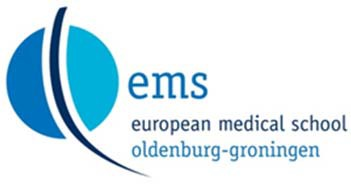 ems
european medical school
oldenburg-groningen